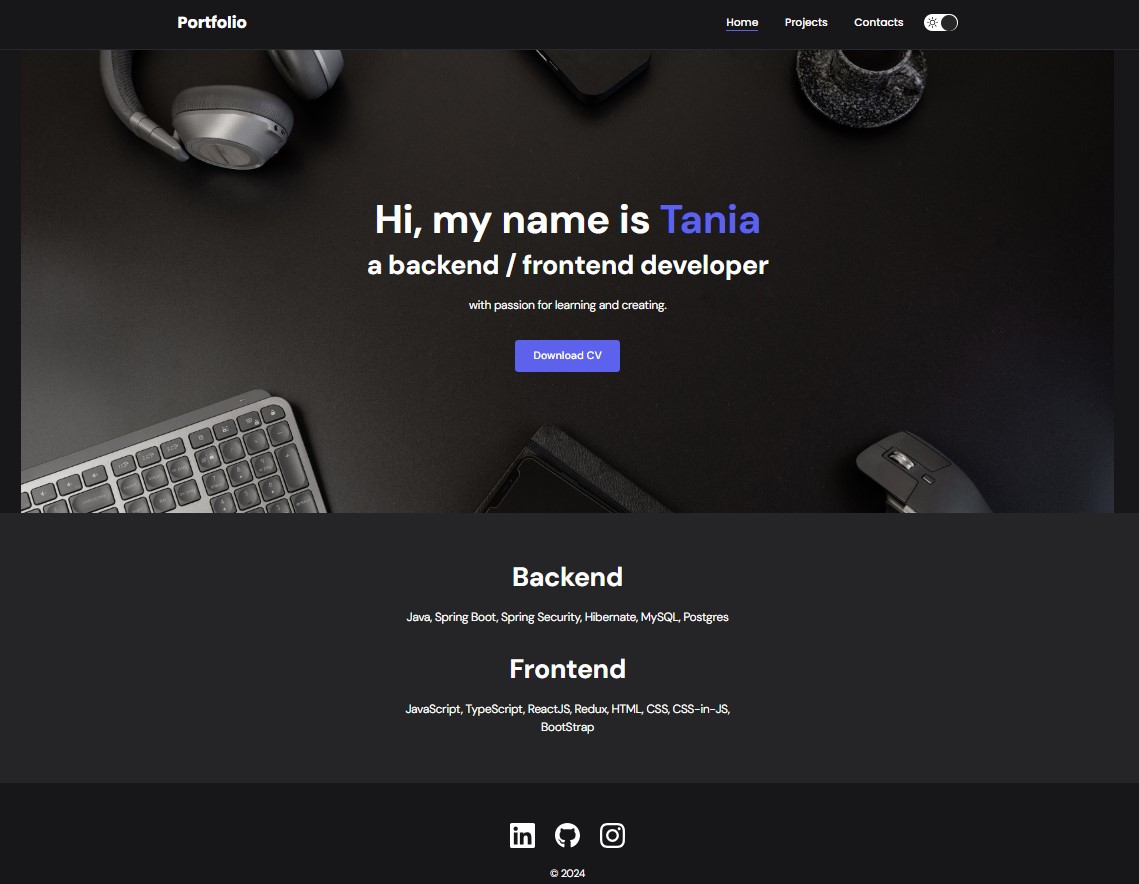 Portfolio
Home Projects Contacts
Hi, my name is Tania
a backend / frontend developer
with passion for learning and creating.
Download CV
Backend
Java, Spring Boot, Spring Security, Hibernate, MySQL, Postgres
Frontend
JavaScript, TypeScript, ReactJS, Redux, HTML, CSS, CSS-in-JS,
BootStrap
in
© 2024